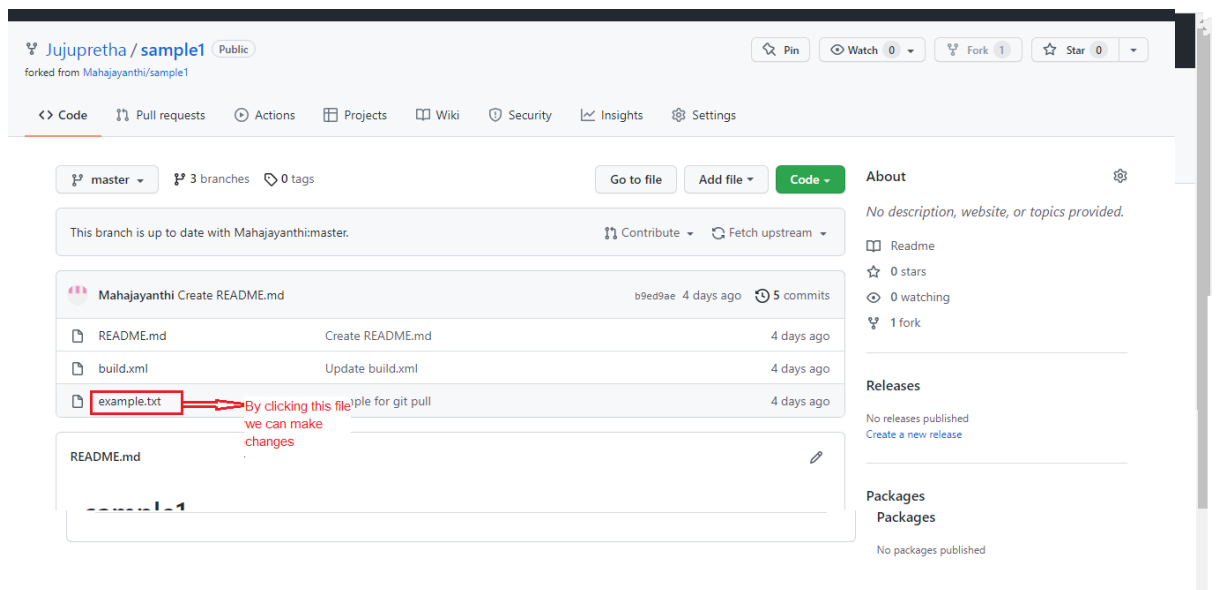 Jujupretha / sample1 Public
Pin Watch 0 Fork 1 Star 0
forked from Mahajayanthi/sample1
Code Pull requests Actions Projects Wiki Security Insights Settings
master 3 branches 0 tags Go to file Add file Code
This branch is up to date with Mahajayanthi:master. Contribute Fetch upstream
Mahajayanthi Create README.md b9ed9ae 4 days ago 5 commits
README.md Create README.md 4 days ago
build.xml Update build.xml 4 days ago
example.txt for git pull 4 days ago
By clicking this file
we can make
changes
README.md
sample1
About
No description, website, or topics provided.
Readme
0 stars
0 watching
1 fork
Releases
No releases published
Create a new release
Packages
Packages
No packages published